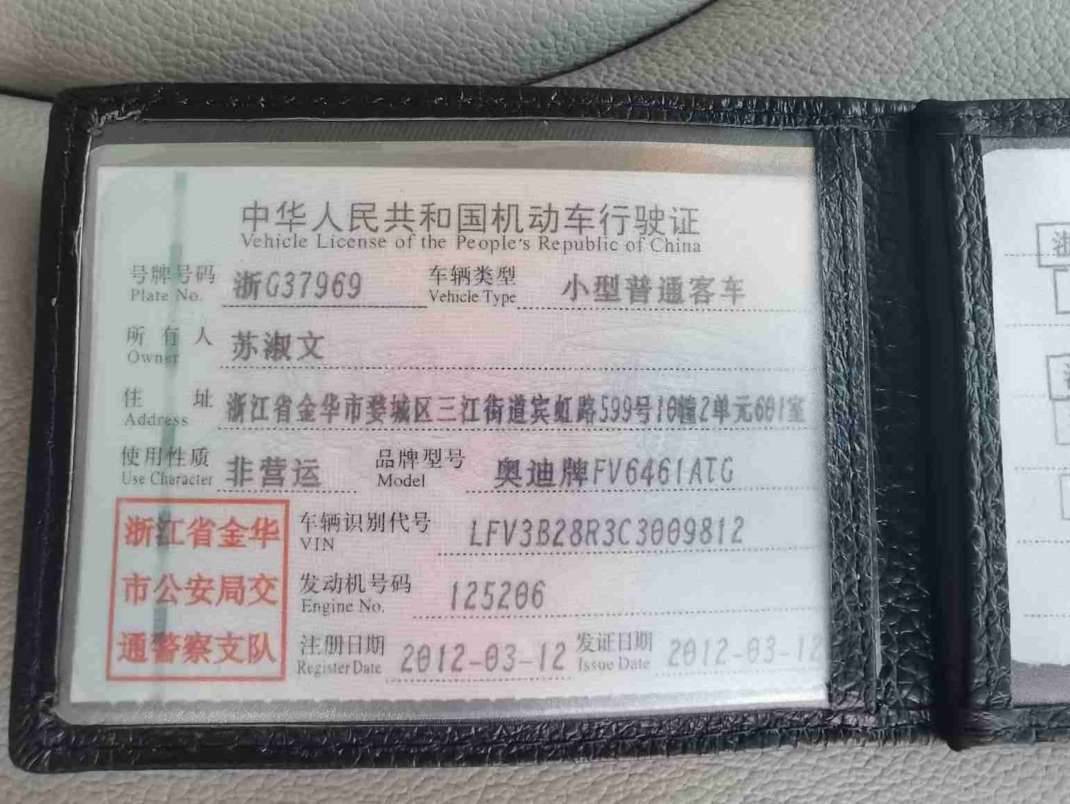 中华人民共和国机动车行驶证
Vehicle License of the People's Republic of China
号牌号码 浙G37969 车辆类型 小型普通客车
Plate No. Vehicle Type
所有人 苏淑文
Owner
住址 浙江省金华市婺城区三江街道宾虹路599号10幢2单元601室
Address
使用性质 非营运 品牌型号 奥迪牌FV6461ATG
Use Character Model
浙江省金华
市公安局交
通警察支队
车辆识别代号 LFV3B28R3C3009812
VIN
发动机号码 125206
Engine No.
注册日期 2012-03-12 发证日期 2012-03-12
Register Date Issue Date